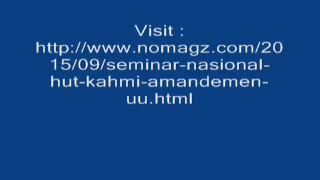 Visit :
http://www.nomagz.com/20
15/09/seminar-nasional-
hut-kahmi-amandemen-
uu.html